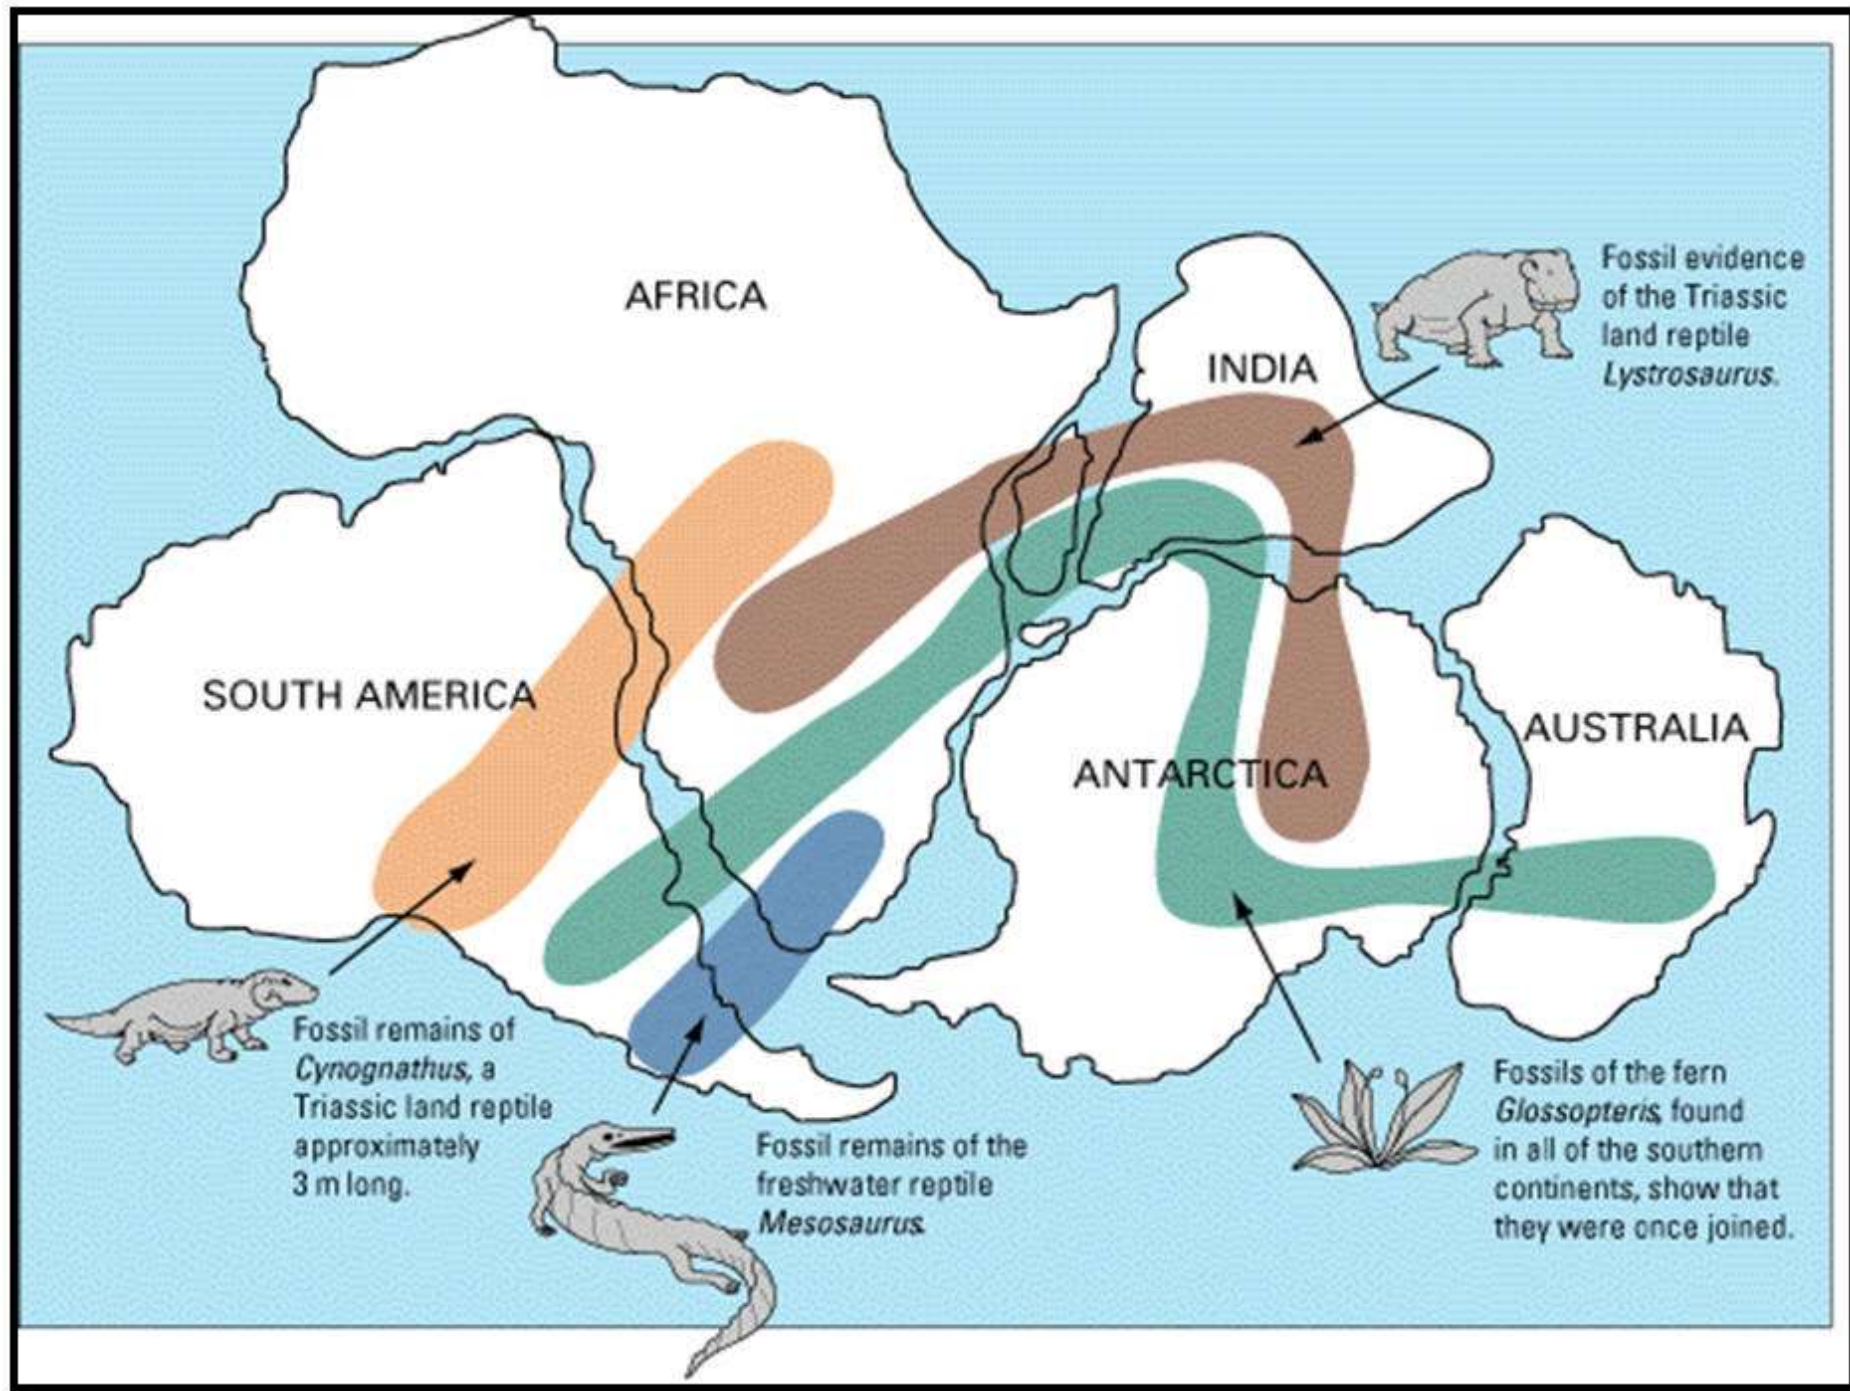 AFRICA
INDIA
Fossil evidence
of the Triassic
land reptile
Lystrosaurus.
SOUTH AMERICA
ANTARCTICA
AUSTRALIA
Fossil remains of
Cynognathus, a
Triassic land reptile
approximately
3 m long.
Fossil remains of the
freshwater reptile
Mesosaurus.
Fossils of the fern
Glossopteris, found
in all of the southern
continents, show that
they were once joined.